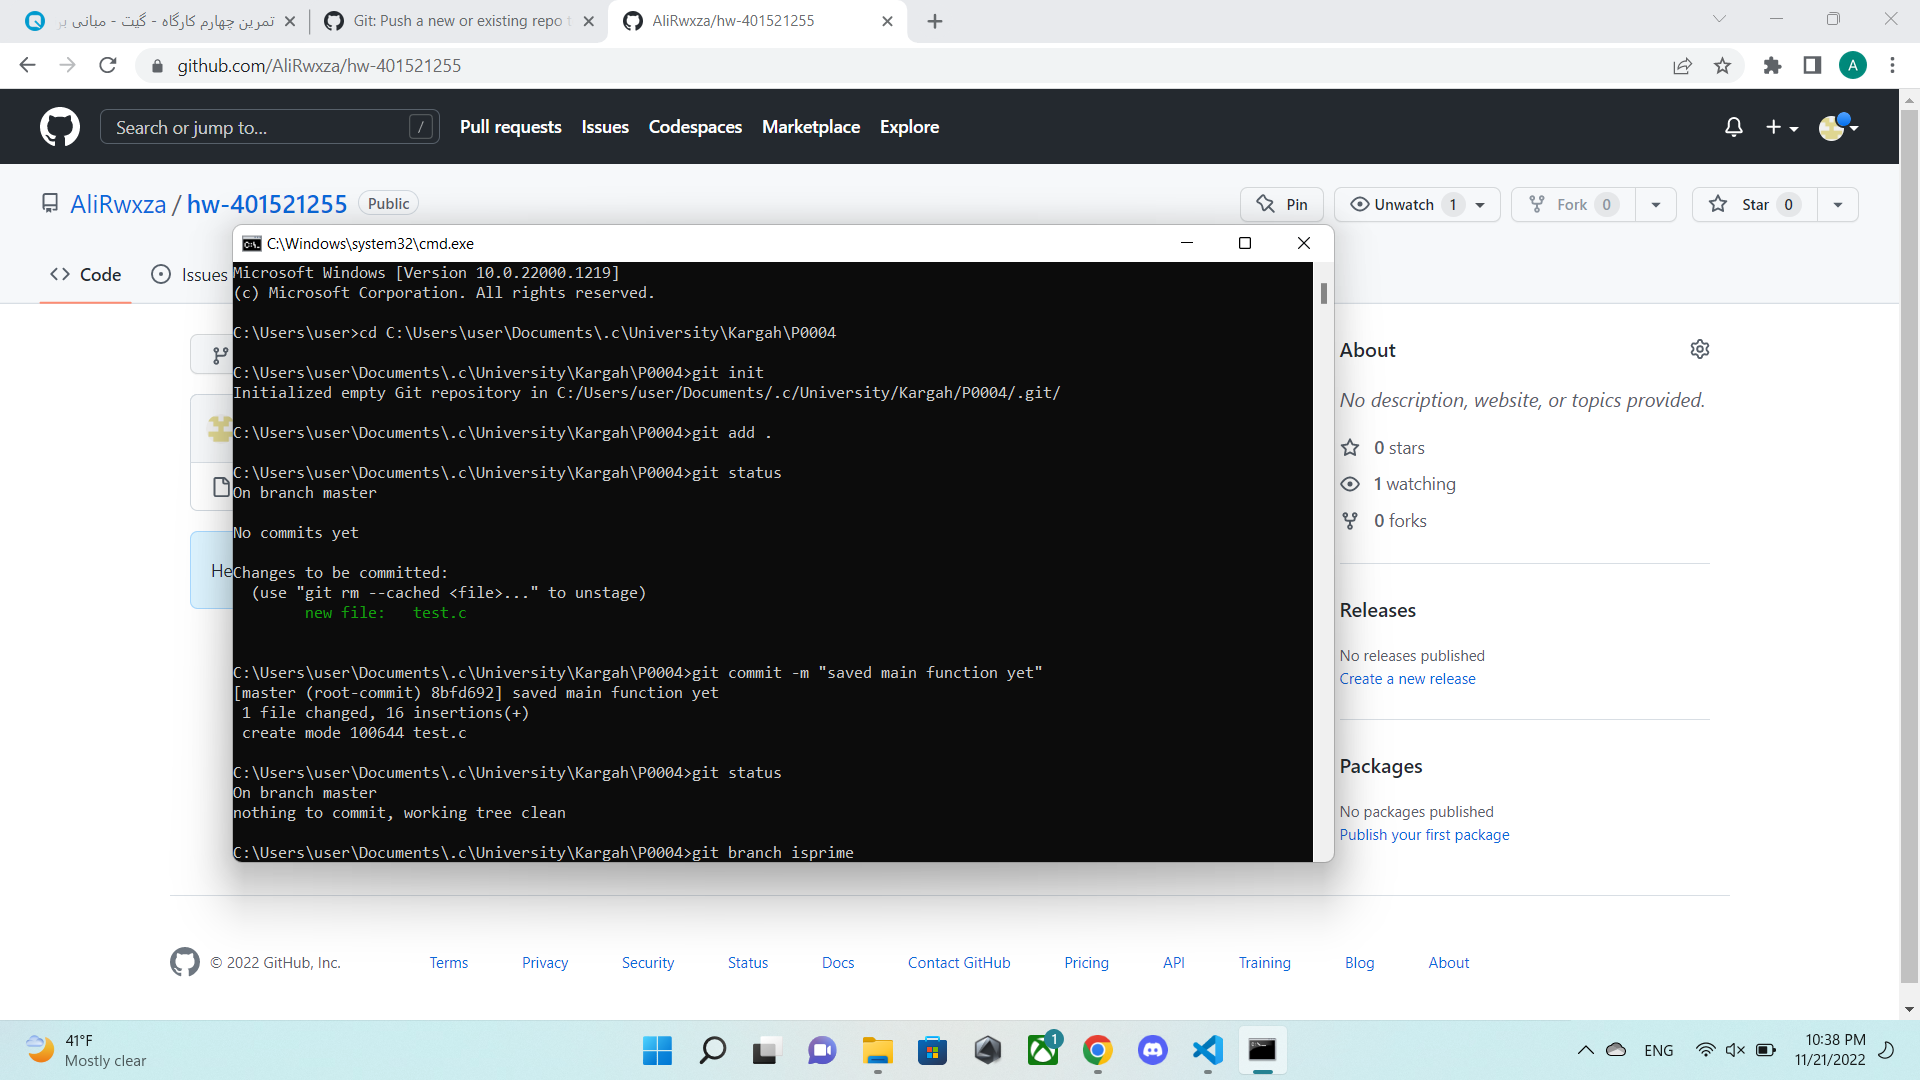 تمرین چهارم کارگاه - گیت - مبانی بر
Git: Push a new or existing repo t
AliRwxza/hw-401521255
github.com/AliRwxza/hw-401521255
A
Search or jump to...
/
Pull requests
Issues
Codespaces
Marketplace
Explore
AliRwxza / hw-401521255
Public
Pin
Unwatch 1
Fork 0
Star 0
Code
Issues
C:\Windows\system32\cmd.exe
Microsoft Windows [Version 10.0.22000.1219]
(c) Microsoft Corporation. All rights reserved.
C:\Users\user>cd C:\Users\user\Documents\.c\University\Kargah\P0004
C:\Users\user\Documents\.c\University\Kargah\P0004>git init
Initialized empty Git repository in C:/Users/user/Documents/.c/University/Kargah/P0004/.git/
C:\Users\user\Documents\.c\University\Kargah\P0004>git add .
C:\Users\user\Documents\.c\University\Kargah\P0004>git status
On branch master
No commits yet
He
Changes to be committed:
(use "git rm --cached <file>..." to unstage)
new file:   test.c
C:\Users\user\Documents\.c\University\Kargah\P0004>git commit -m "saved main function yet"
[master (root-commit) 8bfd692] saved main function yet
1 file changed, 16 insertions(+)
create mode 100644 test.c
C:\Users\user\Documents\.c\University\Kargah\P0004>git status
On branch master
nothing to commit, working tree clean
C:\Users\user\Documents\.c\University\Kargah\P0004>git branch isprime
About
No description, website, or topics provided.
0 stars
1 watching
0 forks
Releases
No releases published
Create a new release
Packages
No packages published
Publish your first package
© 2022 GitHub, Inc.
Terms
Privacy
Security
Status
Docs
Contact GitHub
Pricing
API
Training
Blog
About
41°F
Mostly clear
1
ENG
10:38 PM
11/21/2022